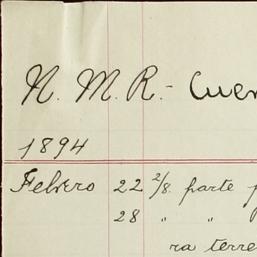 N. M. R. - Cuen
1894
Febrero 22 2/8. parte p
28 " "
ra terre